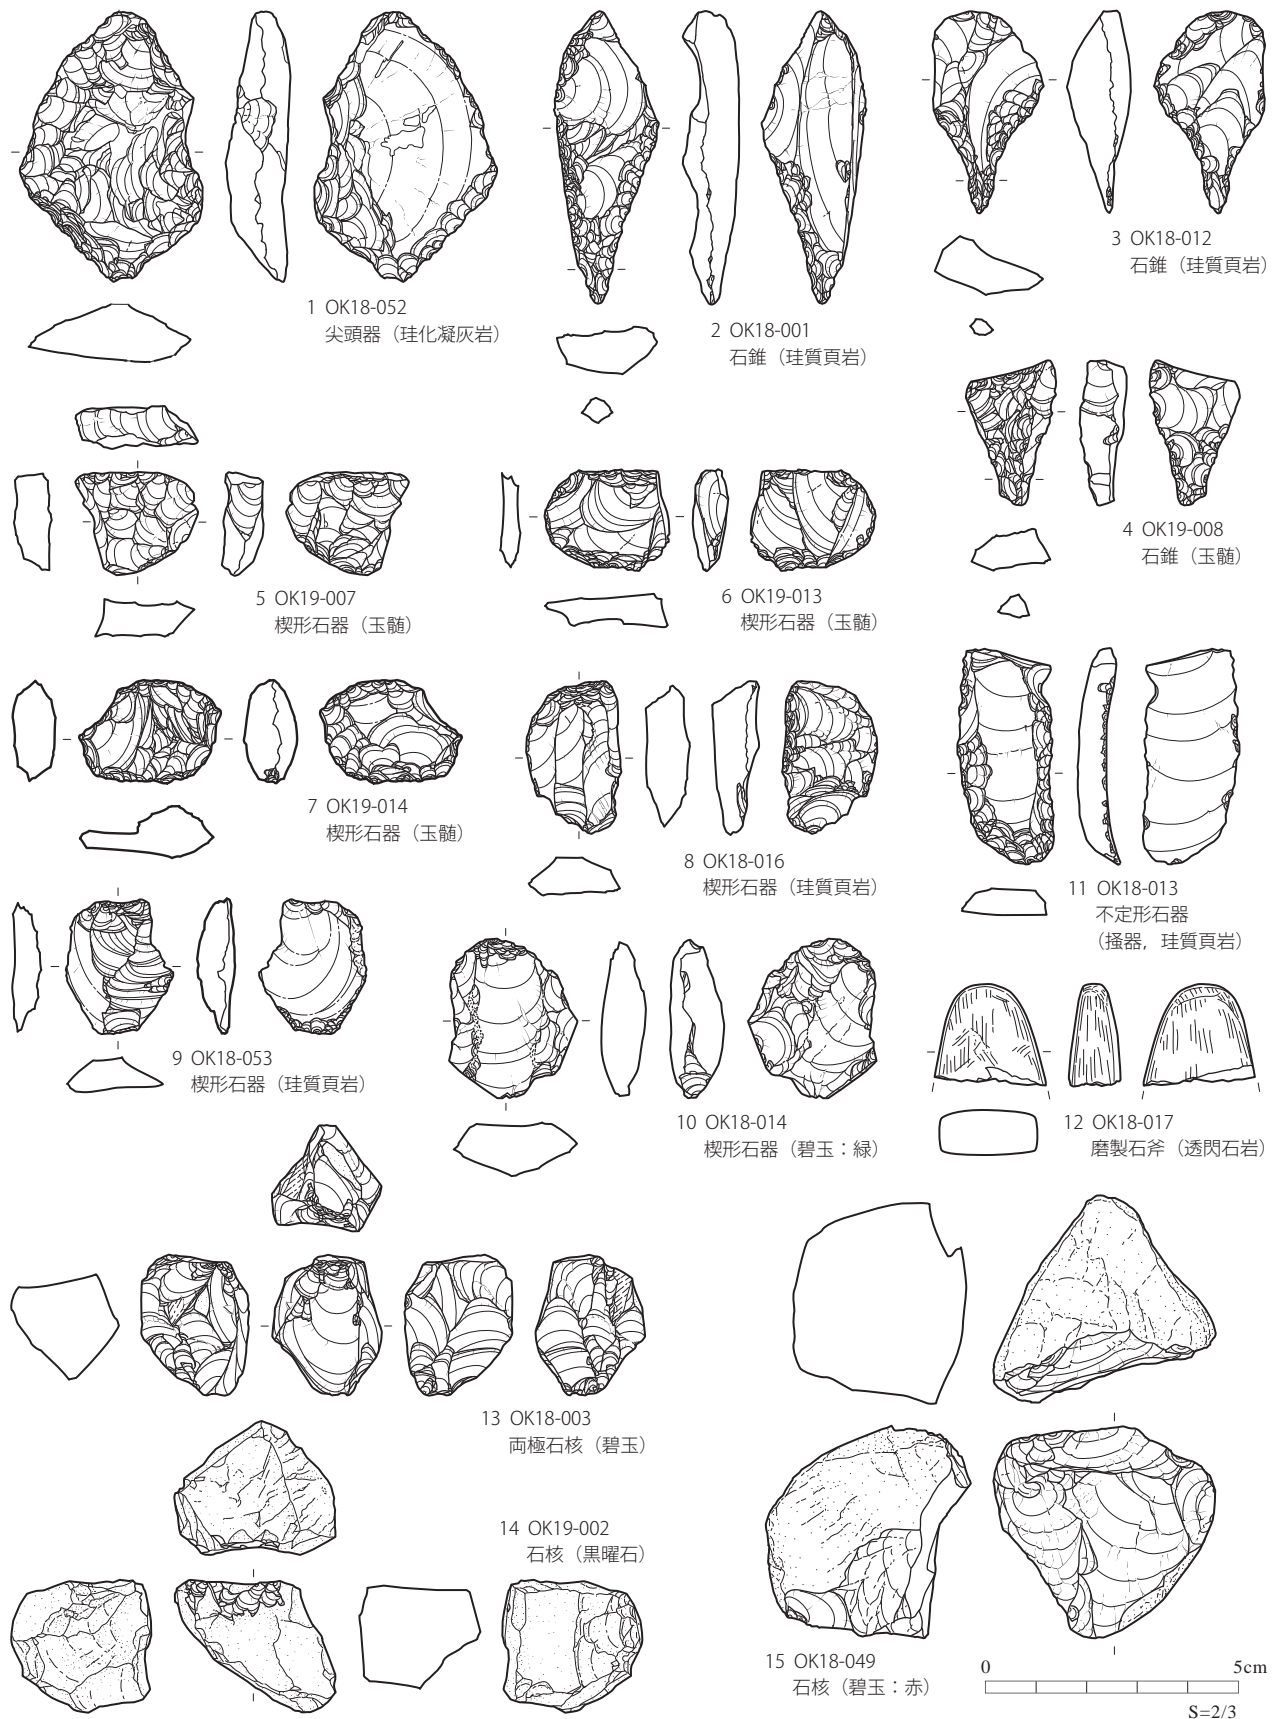 1 OK18-052
尖頭器（珪化凝灰岩）
2 OK18-001
石錐（珪質頁岩）
3 OK18-012
石錐（珪質頁岩）
4 OK19-008
石錐（玉髄）
5 OK19-007
楔形石器（玉髄）
6 OK19-013
楔形石器（玉髄）
7 OK19-014
楔形石器（玉髄）
8 OK18-016
楔形石器（珪質頁岩）
9 OK18-053
楔形石器（珪質頁岩）
10 OK18-014
楔形石器（碧玉：緑）
11 OK18-013
不定形石器
（掻器，珪質頁岩）
12 OK18-017
磨製石斧（透閃石岩）
13 OK18-003
両極石核（碧玉）
14 OK19-002
石核（黒曜石）
15 OK18-049
石核（碧玉：赤）
0 5cm
S=2/3